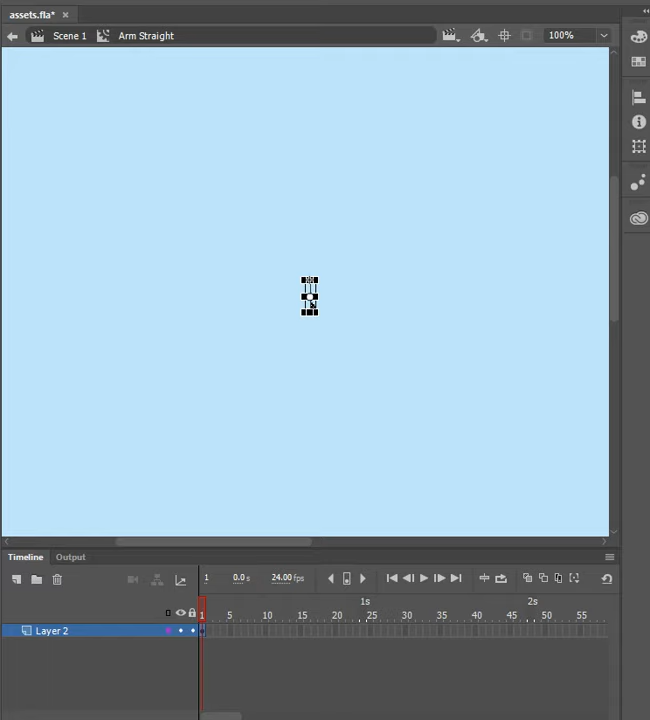 assets.fla* ×
Scene 1 Arm Straight 100%
Timeline Output
1 0.0 s 24.00 fps
1s 2s
1 5 10 15 20 25 30 35 40 45 50 55
Layer 2